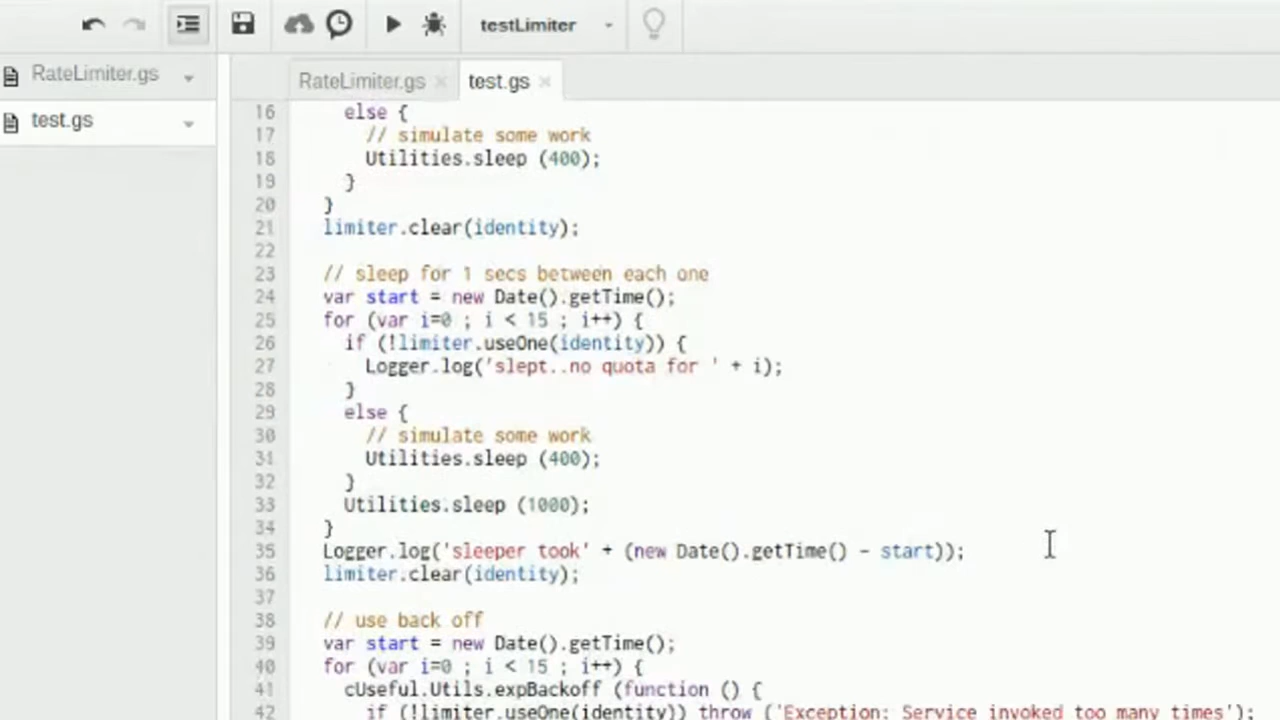 testLimiter
RateLimiter.gs
test.gs
RateLimiter.gs × test.gs ×
16 else {
17 // simulate some work
18 Utilities.sleep (400);
19 }
20 }
21 limiter.clear(identity);
22
23 // sleep for 1 secs between each one
24 var start = new Date().getTime();
25 for (var i=0 ; i < 15 ; i++) {
26 if (!limiter.useOne(identity)) {
27 Logger.log('slept..no quota for ' + i);
28 }
29 else {
30 // simulate some work
31 Utilities.sleep (400);
32 }
33 Utilities.sleep (1000);
34 }
35 Logger.log('sleeper took' + (new Date().getTime() - start));
36 limiter.clear(identity);
37
38 // use back off
39 var start = new Date().getTime();
40 for (var i=0 ; i < 15 ; i++) {
41 cUseful.Utils.expBackoff (function () {
42 if (!limiter.useOne(identity)) throw ('Exception: Service invoked too many times');